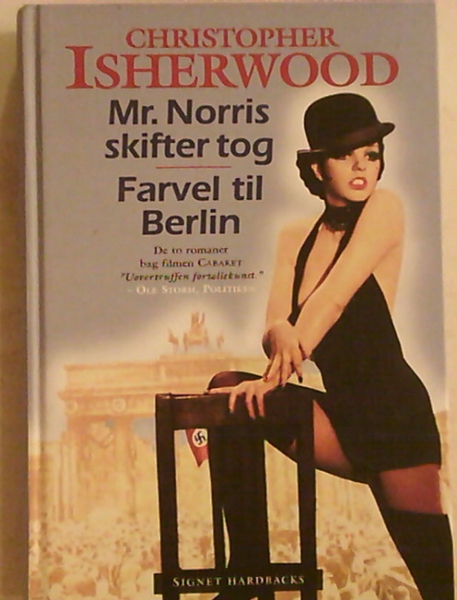 CHRISTOPHER
ISHERWOOD
Mr. Norris
skifter tog
Farvel til
Berlin
De to romaner
bag filmen CABARET
"Uovertruffen fortællekunst."
- OLE STORM, POLITIKEN
SIGNET HARDBACKS